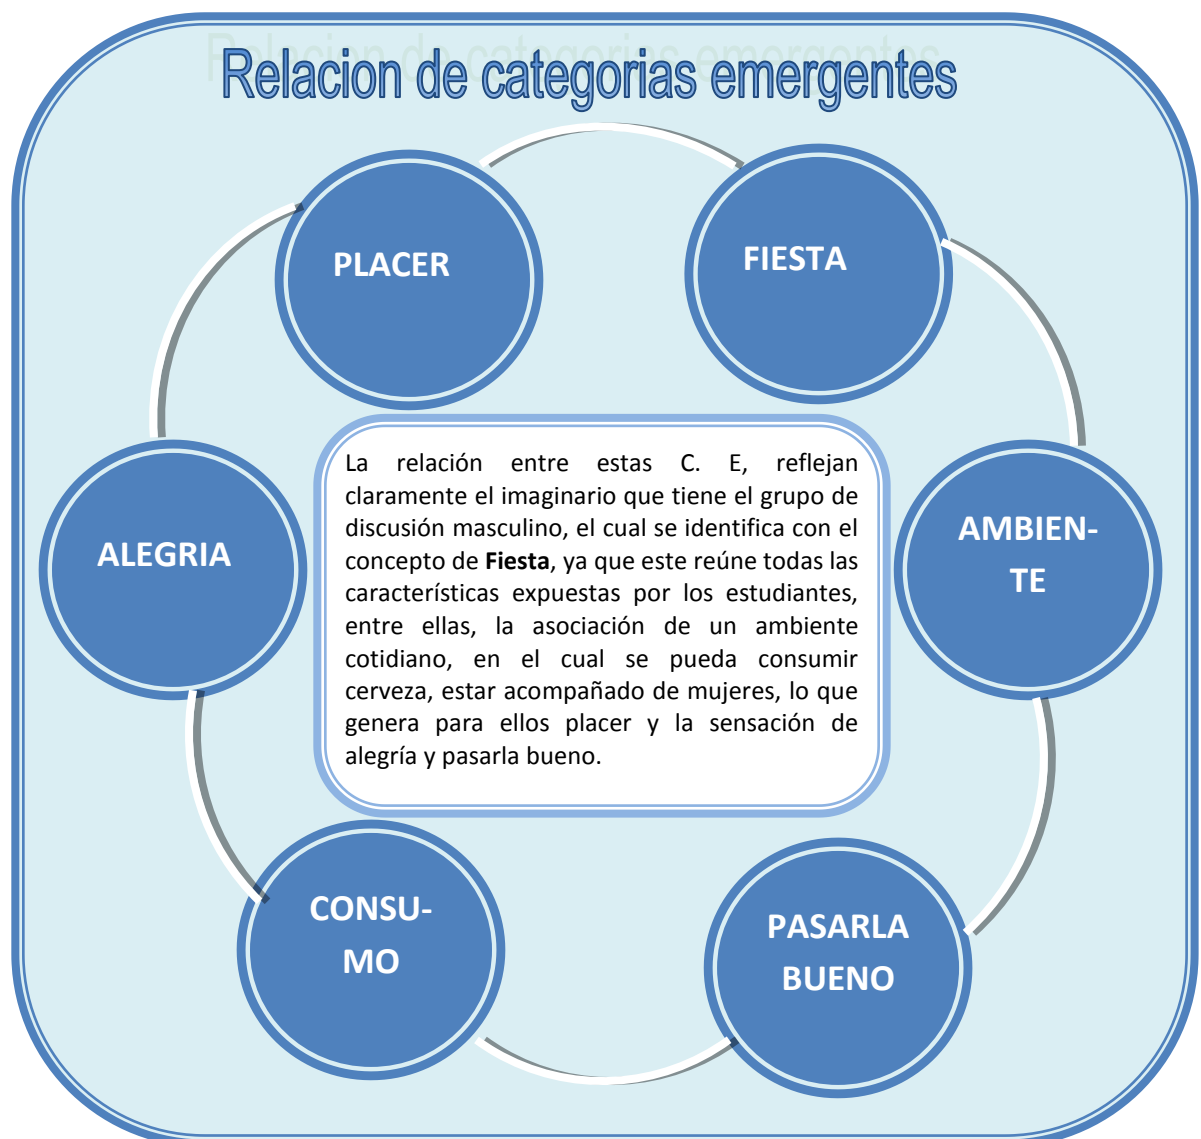 Relacion de categorias emergentes
PLACER
FIESTA
ALEGRIA
La relación entre estas C. E, reflejan
claramente el imaginario que tiene el grupo de
discusión masculino, el cual se identifica con el
concepto de Fiesta, ya que este reúne todas las
características expuestas por los estudiantes,
entre ellas, la asociación de un ambiente
cotidiano, en el cual se pueda consumir
cerveza, estar acompañado de mujeres, lo que
genera para ellos placer y la sensación de
alegría y pasarla bueno.
AMBIEN-
TE
CONSU-
MO
PASARLA
BUENO